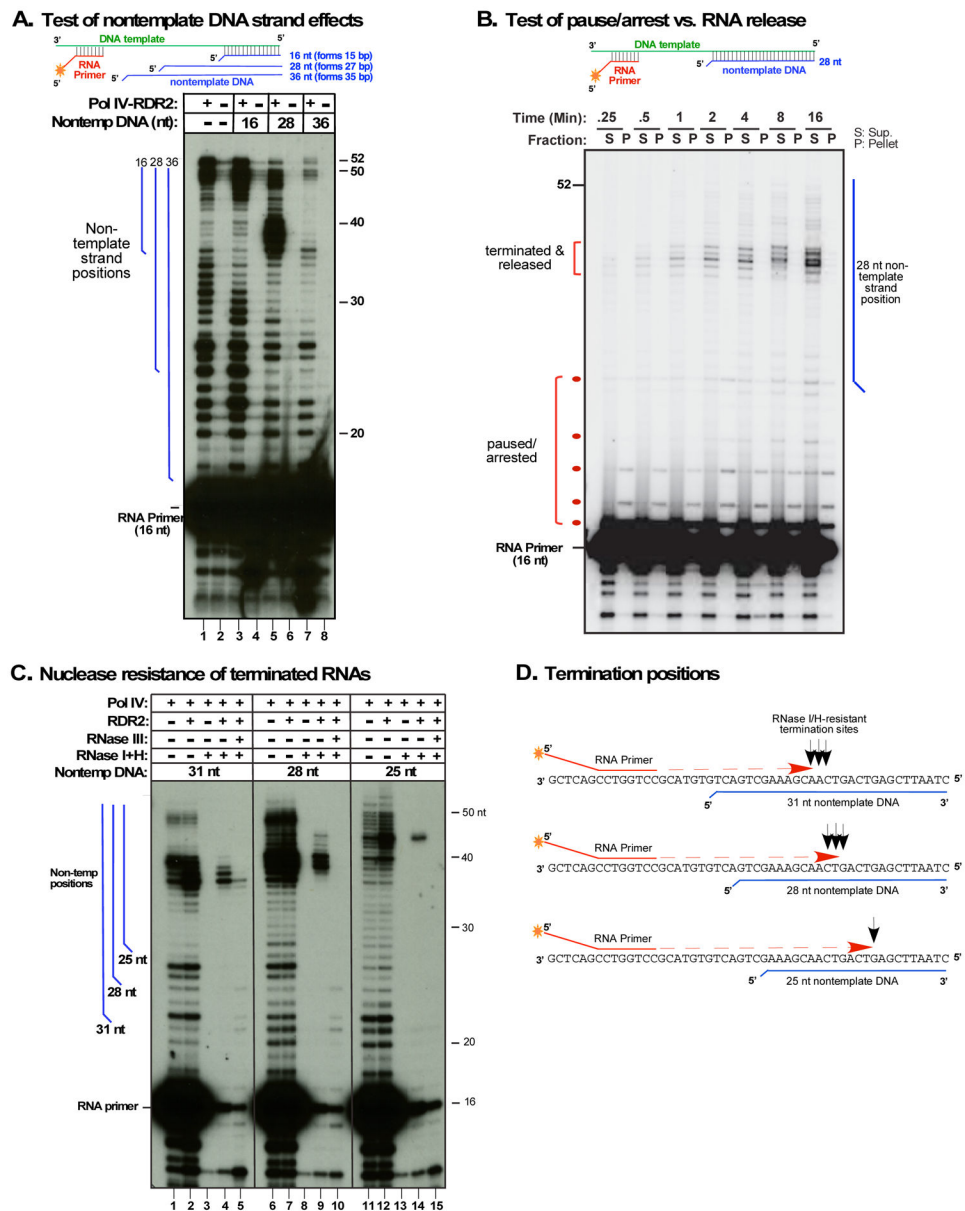 A. Test of nontemplate DNA strand effects
3'
DNA template
5'
RNA
Primer
5'
5'
5'
5'
16 nt (forms 15 bp)
28 nt (forms 27 bp)
36 nt (forms 35 bp)
nontemplate DNA
Pol IV-RDR2: + - + - + - + -
Nontemp DNA (nt): - - 16 28 36
16 28 36
Non-
template
strand
positions
52
50
40
30
20
RNA Primer
(16 nt)
1 2 3 4 5 6 7 8
B. Test of pause/arrest vs. RNA release
3'
DNA template
5'
RNA
Primer
5'
5'
nontemplate DNA
28 nt
Time (Min): .25 .5 1 2 4 8 16
Fraction: S P S P S P S P S P S P S P
S: Sup.
P: Pellet
52
terminated &
released
28 nt non-
template
strand
position
paused/
arrested
RNA Primer
(16 nt)
C. Nuclease resistance of terminated RNAs
Pol IV: + + + + + + + + + + + + + + +
RDR2: - + - + + - + - + + - + - + +
RNase III: - - - - + - - - - + - - - - +
RNase I+H: - - + + + - - + + + - - + + +
Nontemp DNA: 31 nt 28 nt 25 nt
Non-temp
positions
25 nt
28 nt
31 nt
50 nt
40
30
20
16
RNA primer
1 2 3 4 5 6 7 8 9 10 11 12 13 14 15
D. Termination positions
RNase I/H-resistant
termination sites
5'
RNA Primer
3' GCTCAGCCTGGTCCGCATGTGTCAGTCGAAAGCAACTGACTGAGCTTAATC 5'
5'
31 nt nontemplate DNA
3'
5'
RNA Primer
3' GCTCAGCCTGGTCCGCATGTGTCAGTCGAAAGCAACTGACTGAGCTTAATC 5'
5'
28 nt nontemplate DNA
3'
5'
RNA Primer
3' GCTCAGCCTGGTCCGCATGTGTCAGTCGAAAGCAACTGACTGAGCTTAATC 5'
5'
25 nt nontemplate DNA
3'